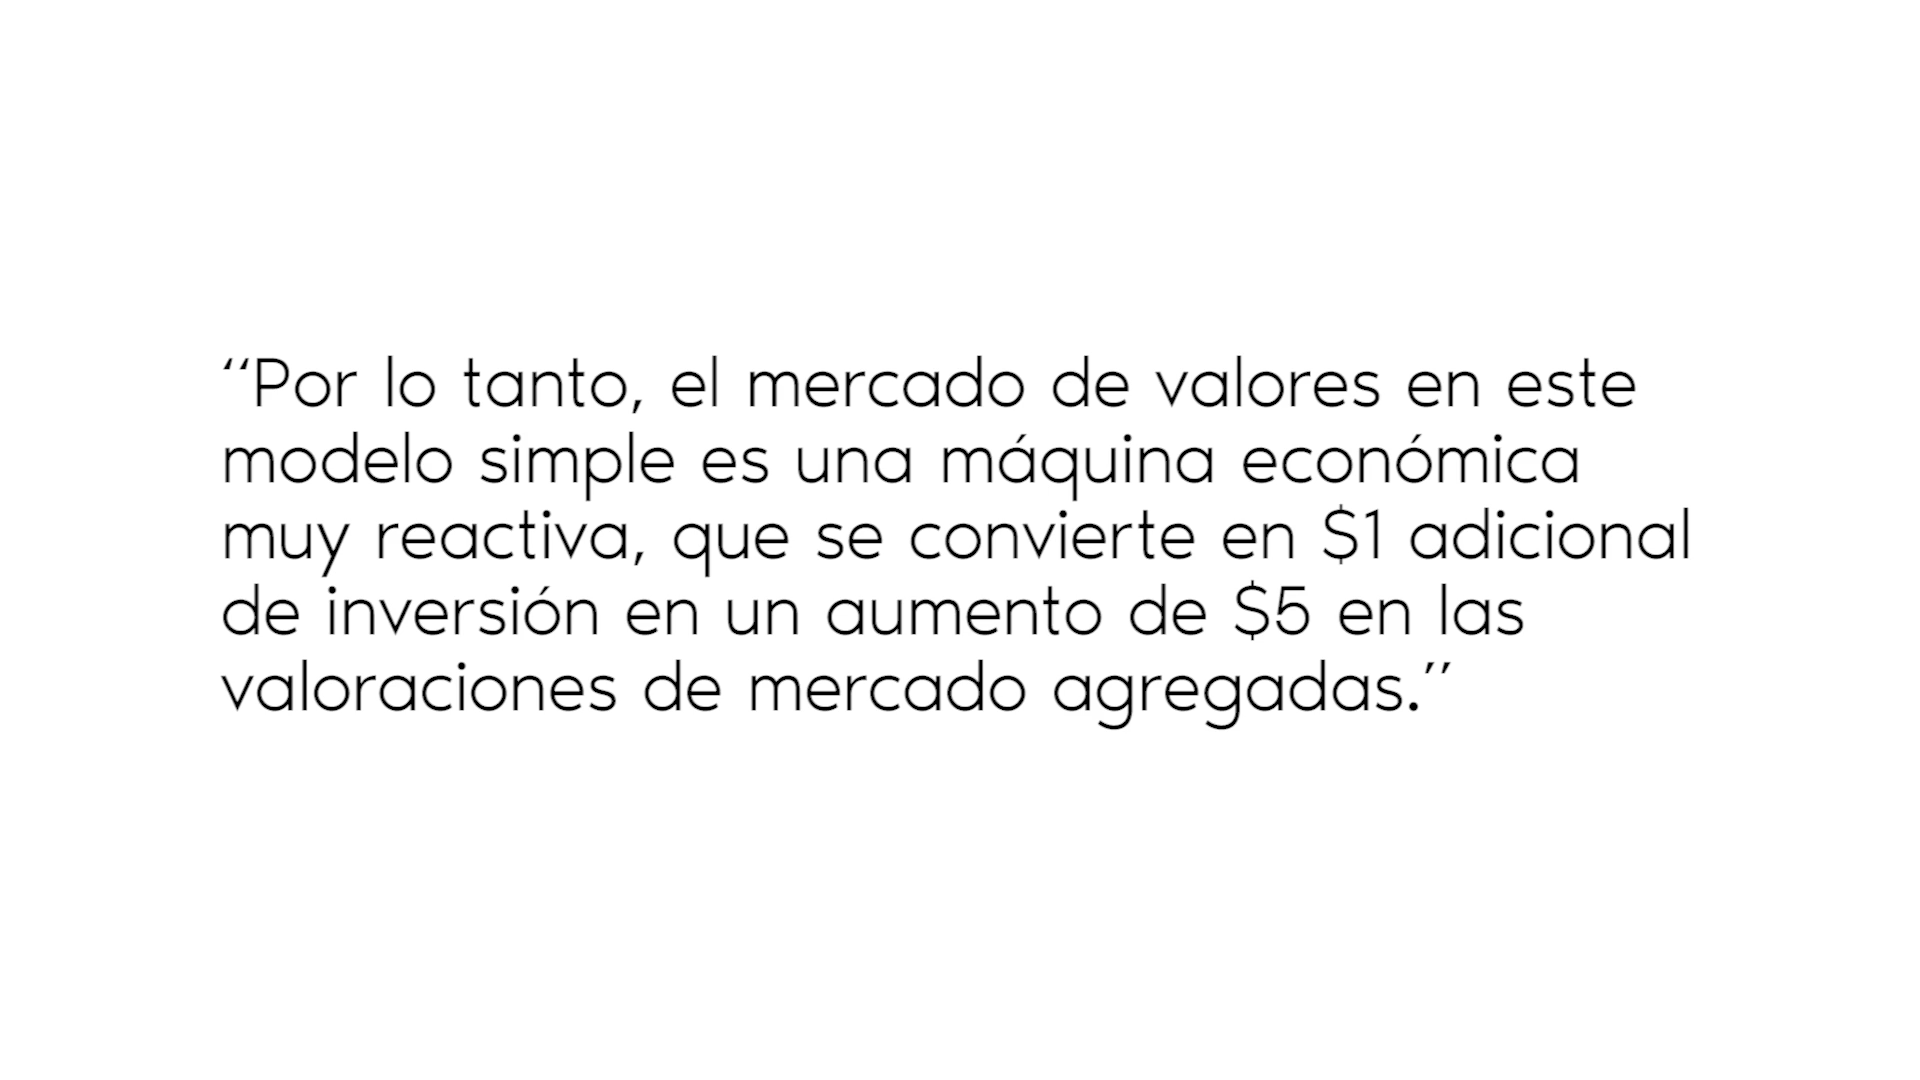 “Por lo tanto, el mercado de valores en este
modelo simple es una máquina económica
muy reactiva, que se convierte en $1 adicional
de inversión en un aumento de $5 en las
valoraciones de mercado agregadas.”